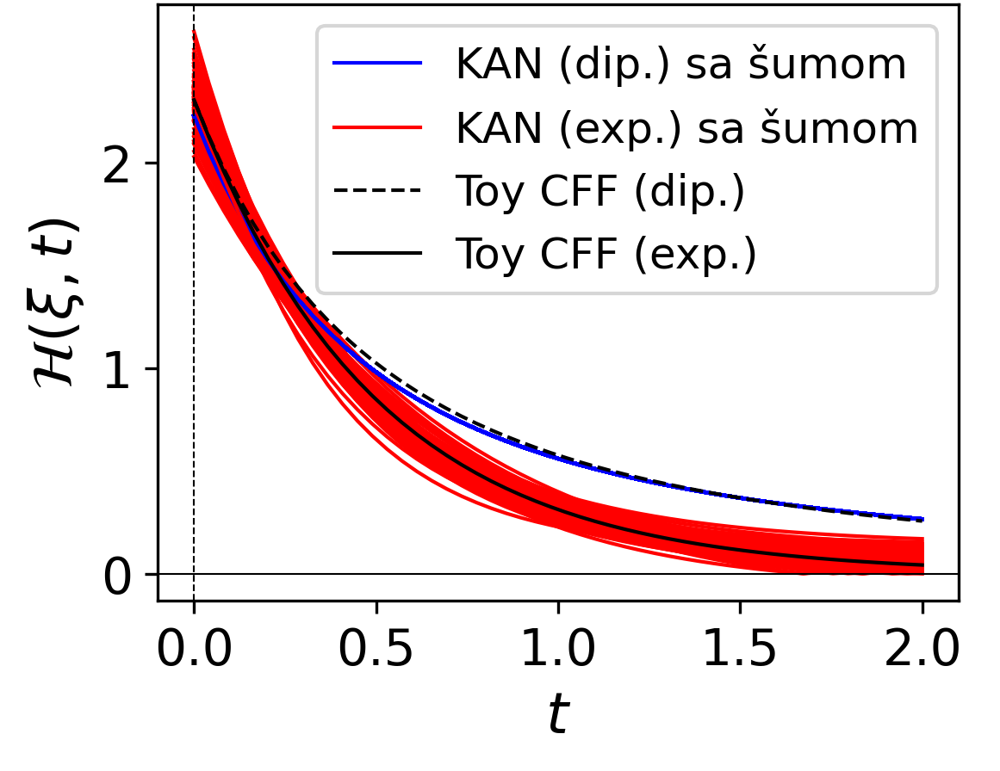 KAN (dip.) sa šumom
KAN (exp.) sa šumom
Toy CFF (dip.)
Toy CFF (exp.)
ℋ(ξ, t)
2
1
0
0.0 0.5 1.0 1.5 2.0
t